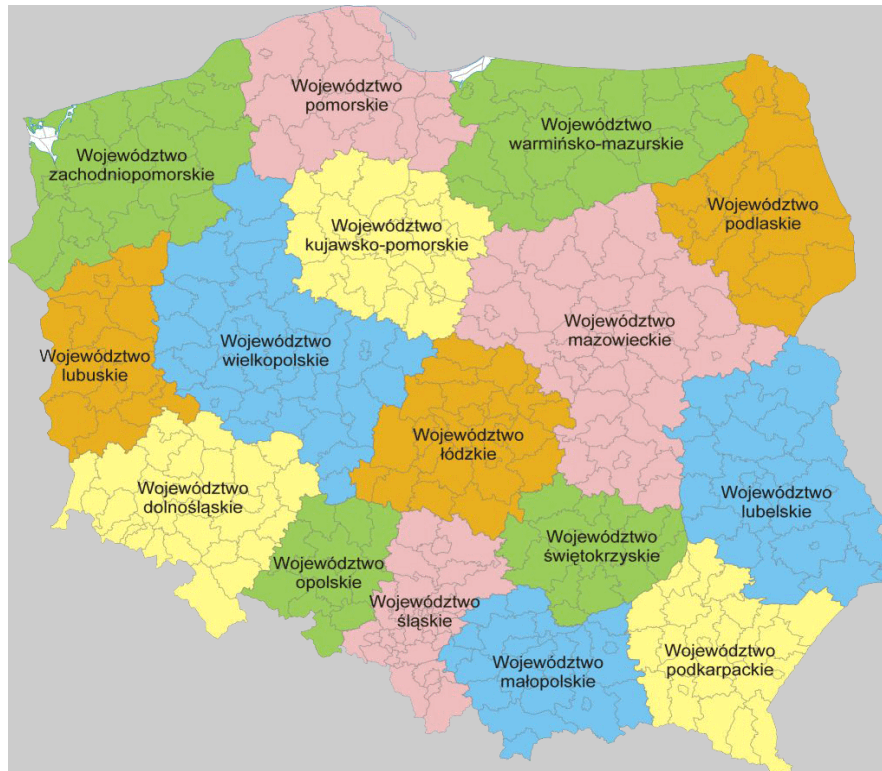 Województwo
pomorskie
Województwo
warmińsko-mazurskie
Województwo
zachodniopomorskie
Województwo
podlaskie
Województwo
kujawsko-pomorskie
Województwo
mazowieckie
Województwo
wielkopolskie
Województwo
lubuskie
Województwo
łódzkie
Województwo
dolnośląskie
Województwo
lubelskie
Województwo
świętokrzyskie
Województwo
opolskie
Województwo
śląskie
Województwo
małopolskie
Województwo
podkarpackie